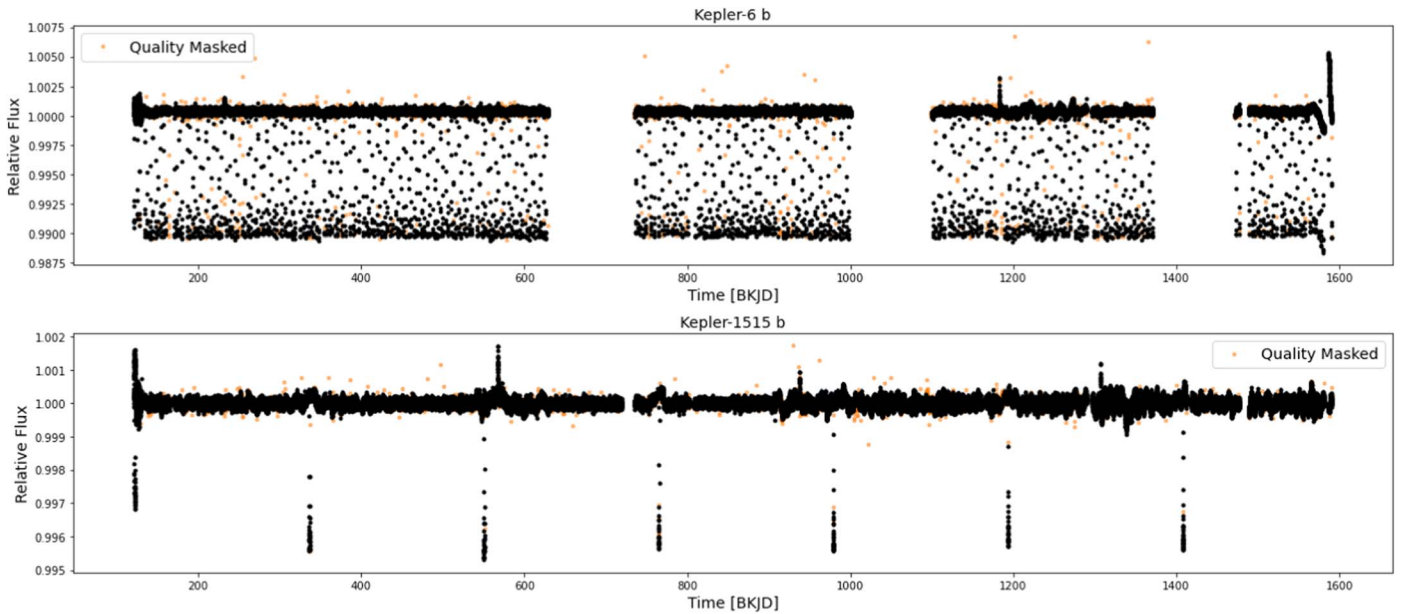 Kepler-6 b
1.0075
1.0050
1.0025
1.0000
0.9975
0.9950
0.9925
0.9900
0.9875
Relative Flux
Quality Masked
200 400 600 800 1000 1200 1400 1600
Time [BKJD]
Kepler-1515 b
1.002
1.001
1.000
0.999
0.998
0.997
0.996
0.995
Relative Flux
Quality Masked
200 400 600 800 1000 1200 1400 1600
Time [BKJD]